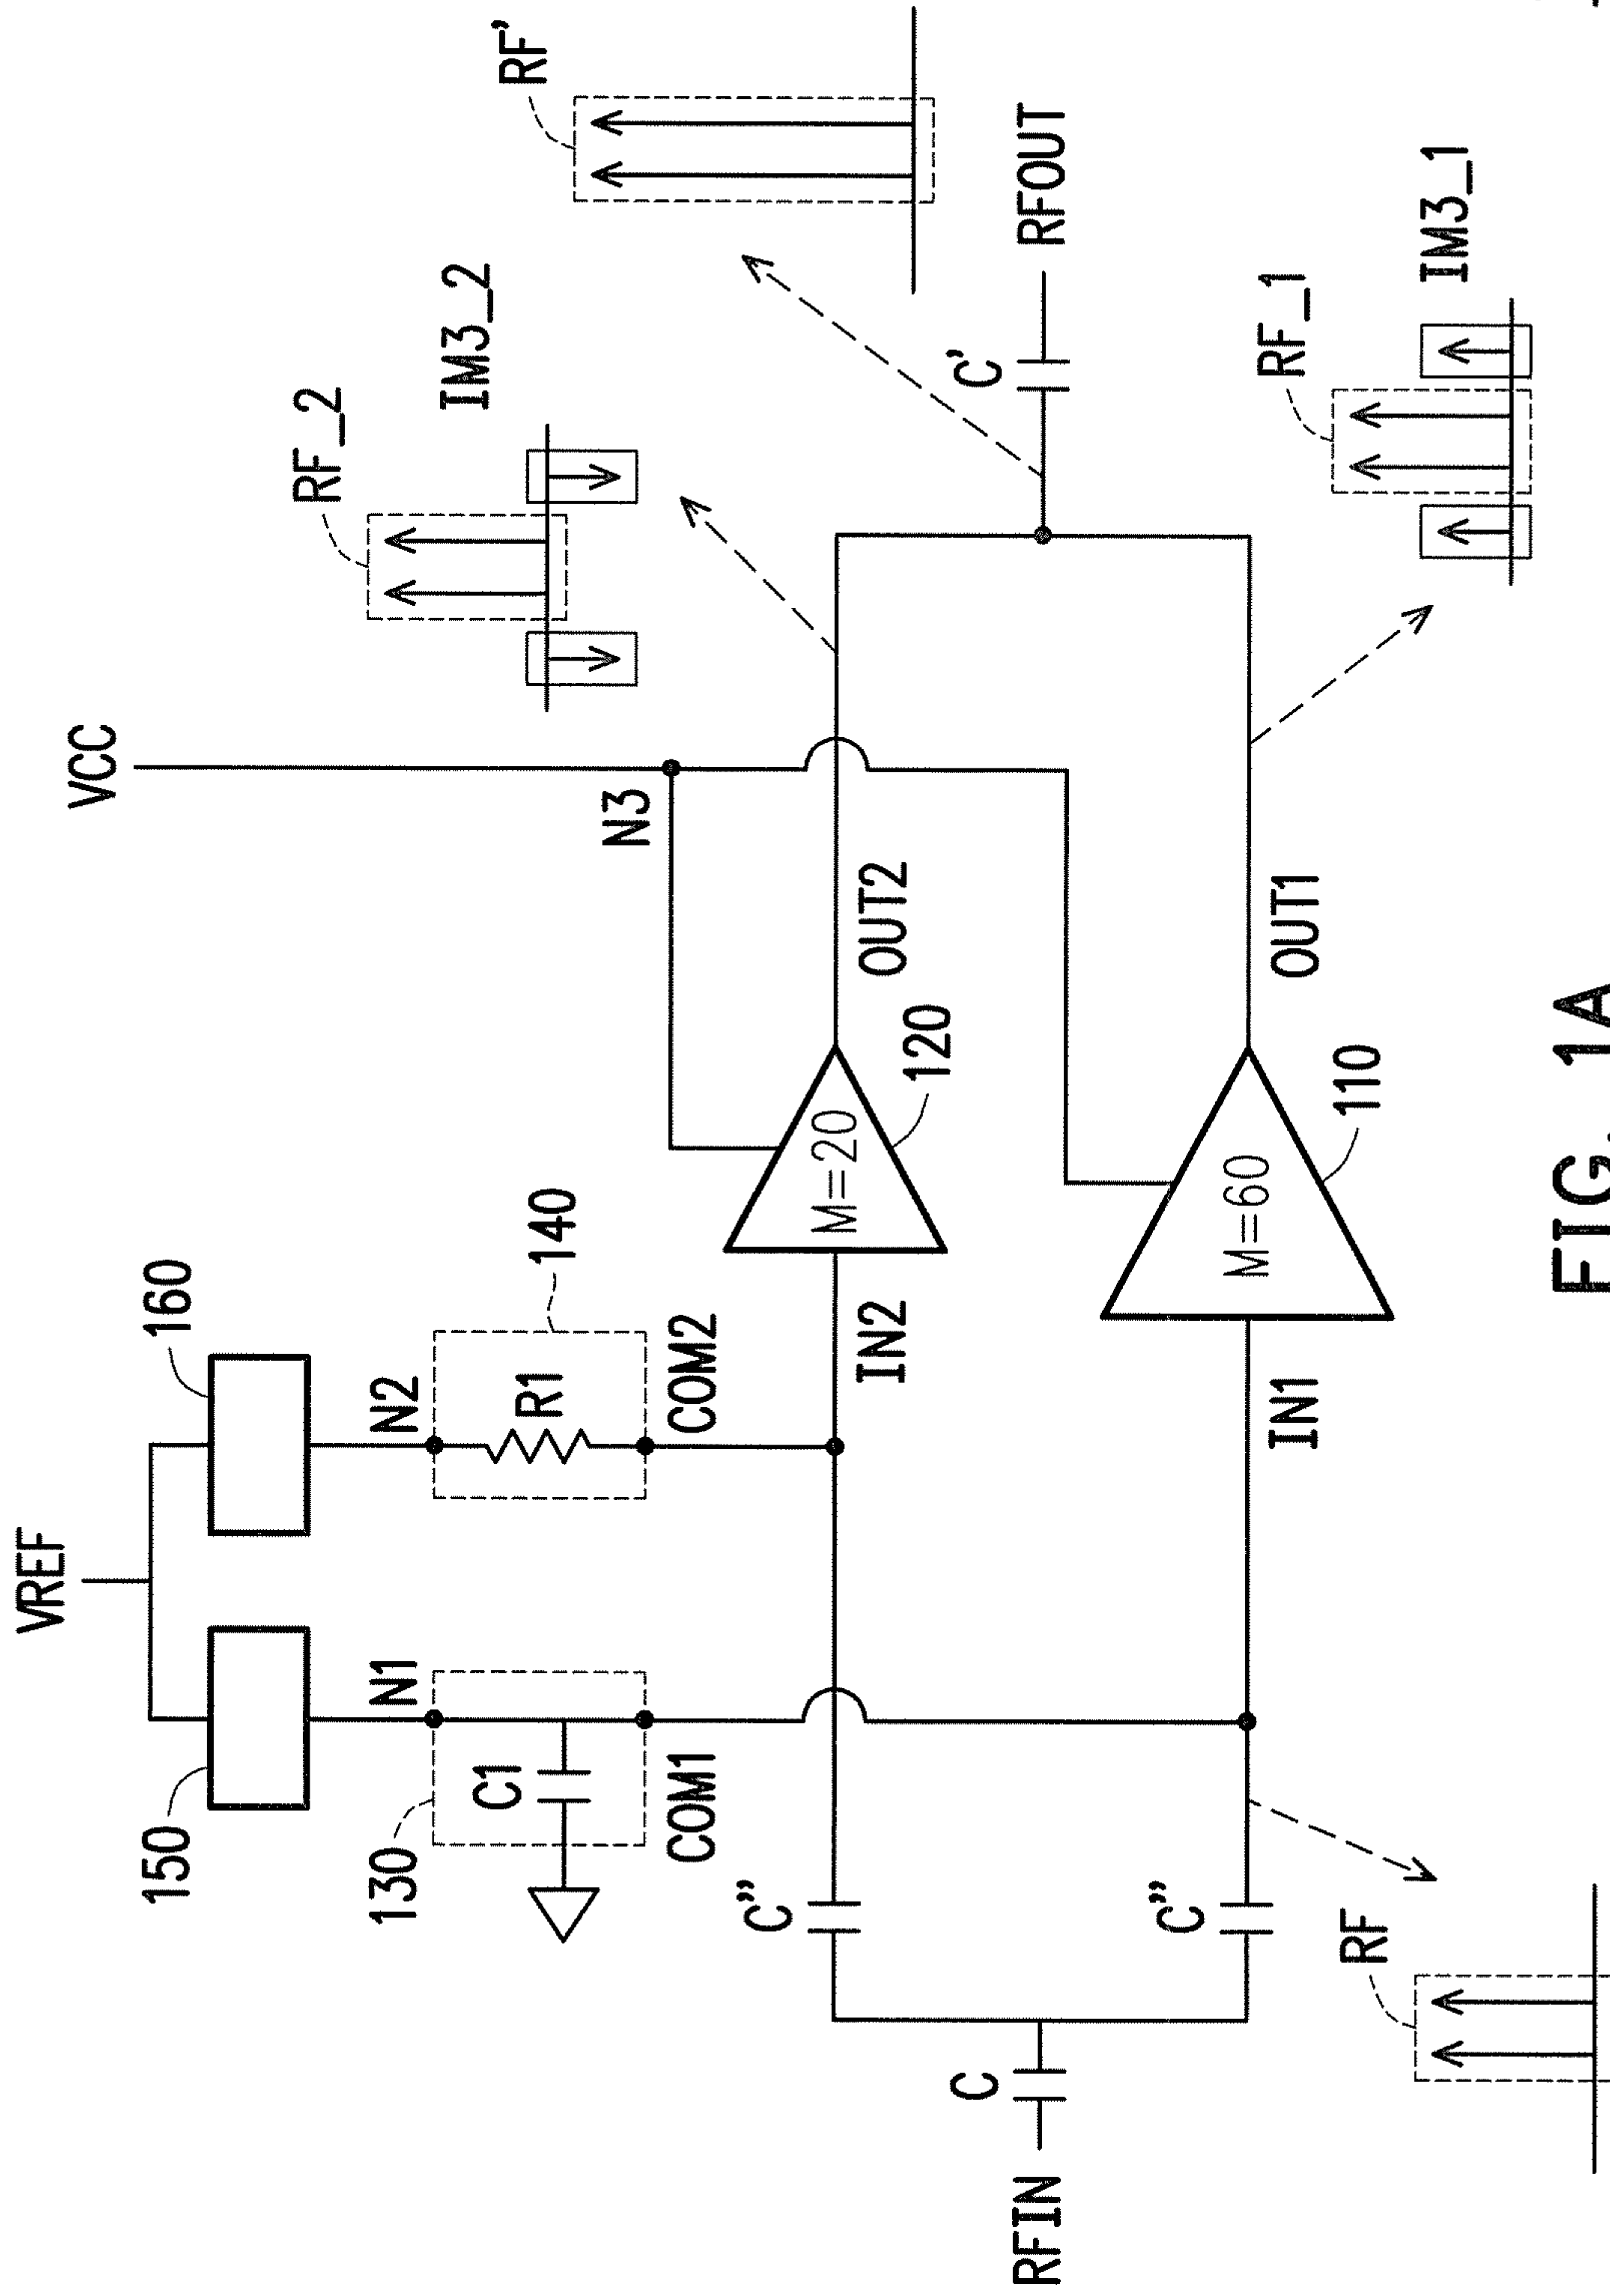 VREF
VCC
150
160
N1
N2
130
C1
R1
140
COM1
COM2
RF_2
IM3_2
RF'
N3
C"
IN2
M=20
120
OUT2
RFIN
C
C'
RFOUT
C"
IN1
M=60
110
OUT1
RF
RF_1
IM3_1
FIG. 1A